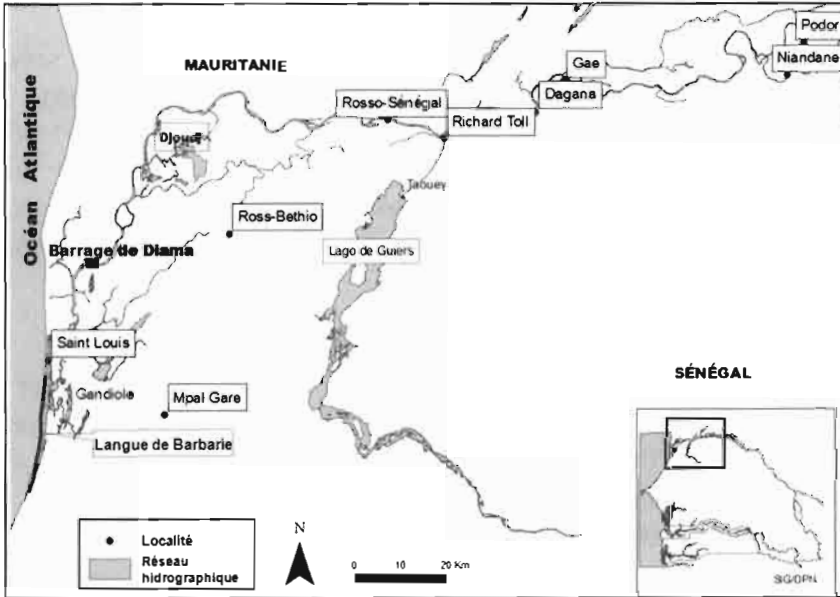 Podor
MAURITANIE
Gae
Niandane
Dagana
Rosso-Sénégal
Richard Toll
Djoudj
Océan Atlantique
Taouey
Ross-Bethio
Barrage de Diama
Lago de Guiers
Saint Louis
SÉNÉGAL
Gandiole
Mpal Gare
Langue de Barbarie
Localité
Réseau
hidrographique
N
0 10 20 Km
SIG/DPN